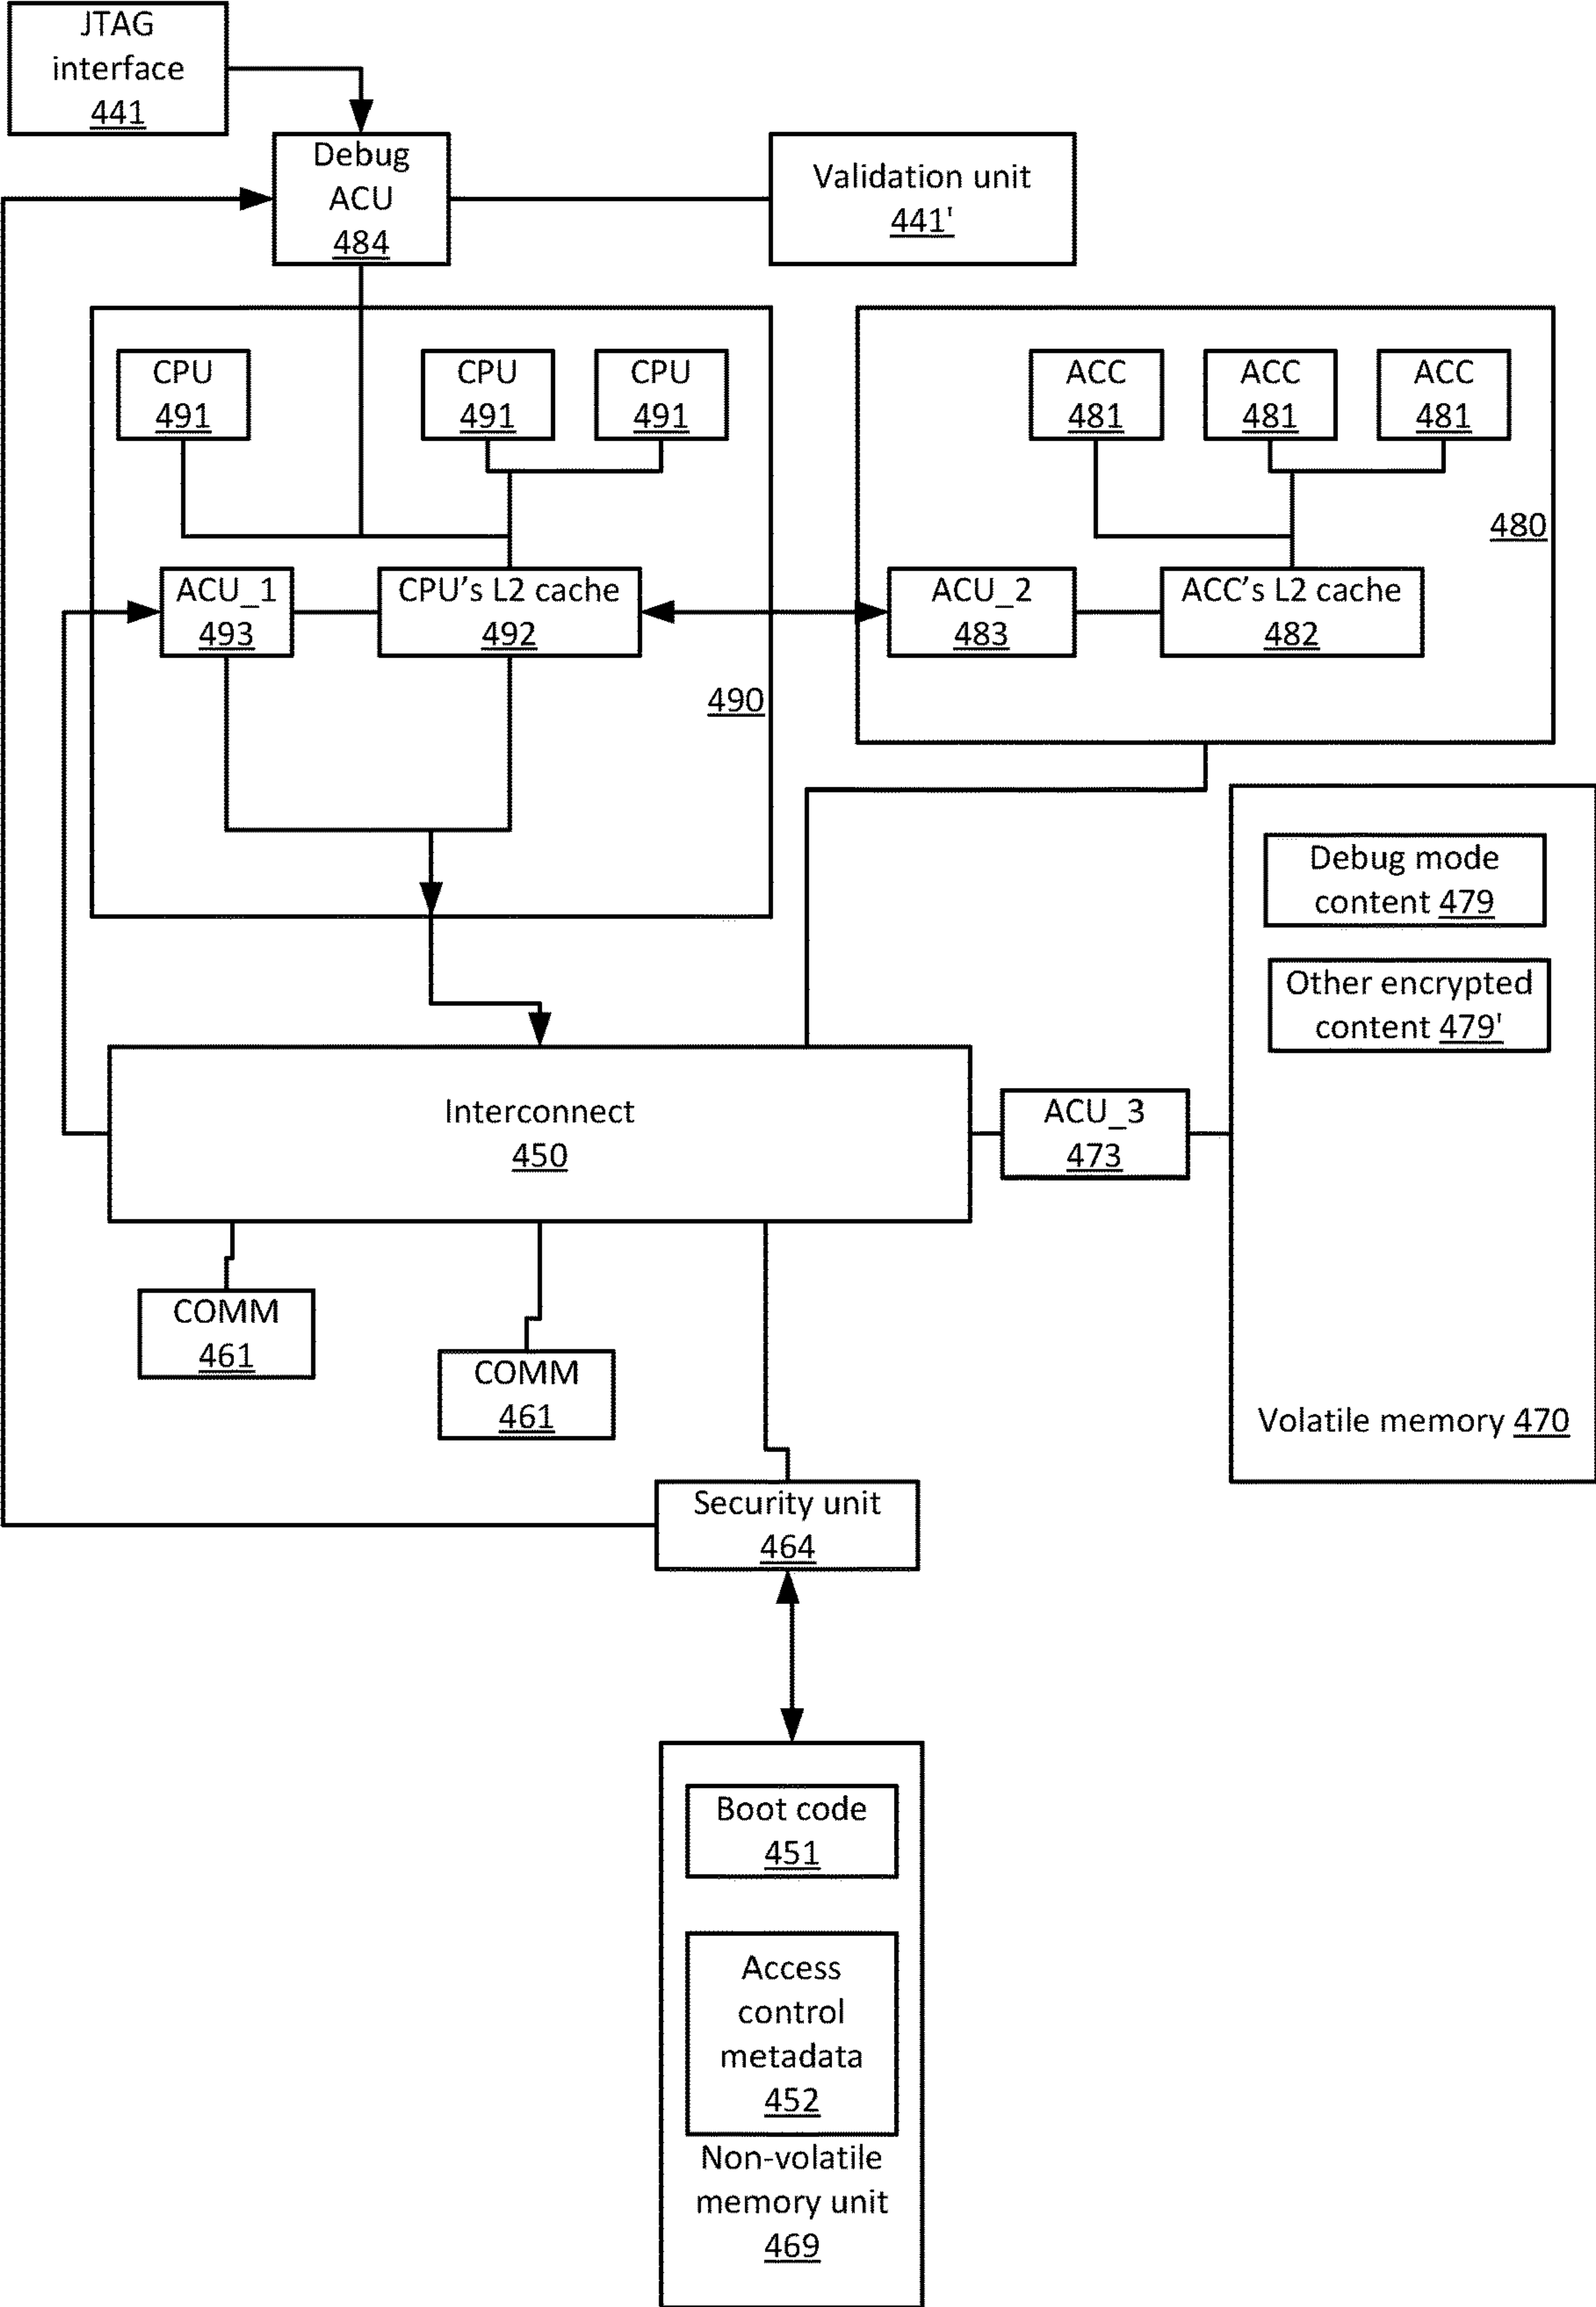 JTAG
interface
441
Debug
ACU
484
Validation unit
441'
CPU
491
CPU
491
CPU
491
ACC
481
ACC
481
ACC
481
480
ACU_1
493
CPU's L2 cache
492
ACU_2
483
ACC's L2 cache
482
490
Debug mode
content 479
Other encrypted
content 479'
Interconnect
450
ACU_3
473
COMM
461
COMM
461
Volatile memory 470
Security unit
464
Boot code
451
Access
control
metadata
452
Non-volatile
memory unit
469